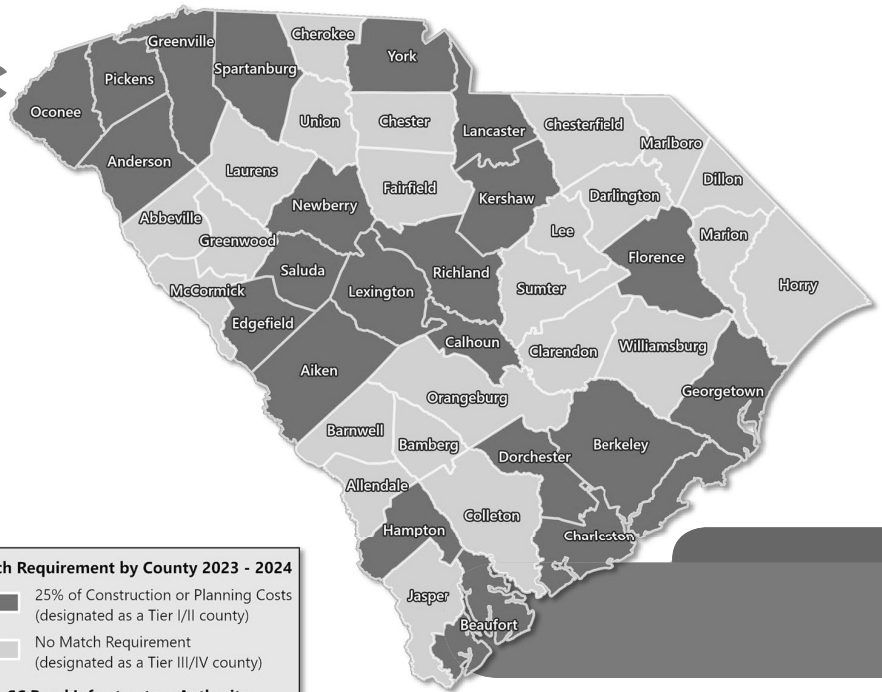 Cherokee
Greenville
York
Spartanburg
Pickens
Oconee
Union
Chester
Lancaster
Chesterfield
Marlboro
Anderson
Laurens
Dillon
Fairfield
Kershaw
Darlington
Newberry
Abbeville
Lee
Marion
Greenwood
Florence
Saluda
Richland
Horry
McCormick
Lexington
Sumter
Edgefield
Calhoun
Clarendon
Williamsburg
Aiken
Georgetown
Orangeburg
Barnwell
Bamberg
Berkeley
Dorchester
Allendale
Colleton
Hampton
Charleston
Jasper
Beaufort
Requirement by County 2023 - 2024
25% of Construction or Planning Costs
(designated as a Tier I/II county)
No Match Requirement
(designated as a Tier III/IV county)